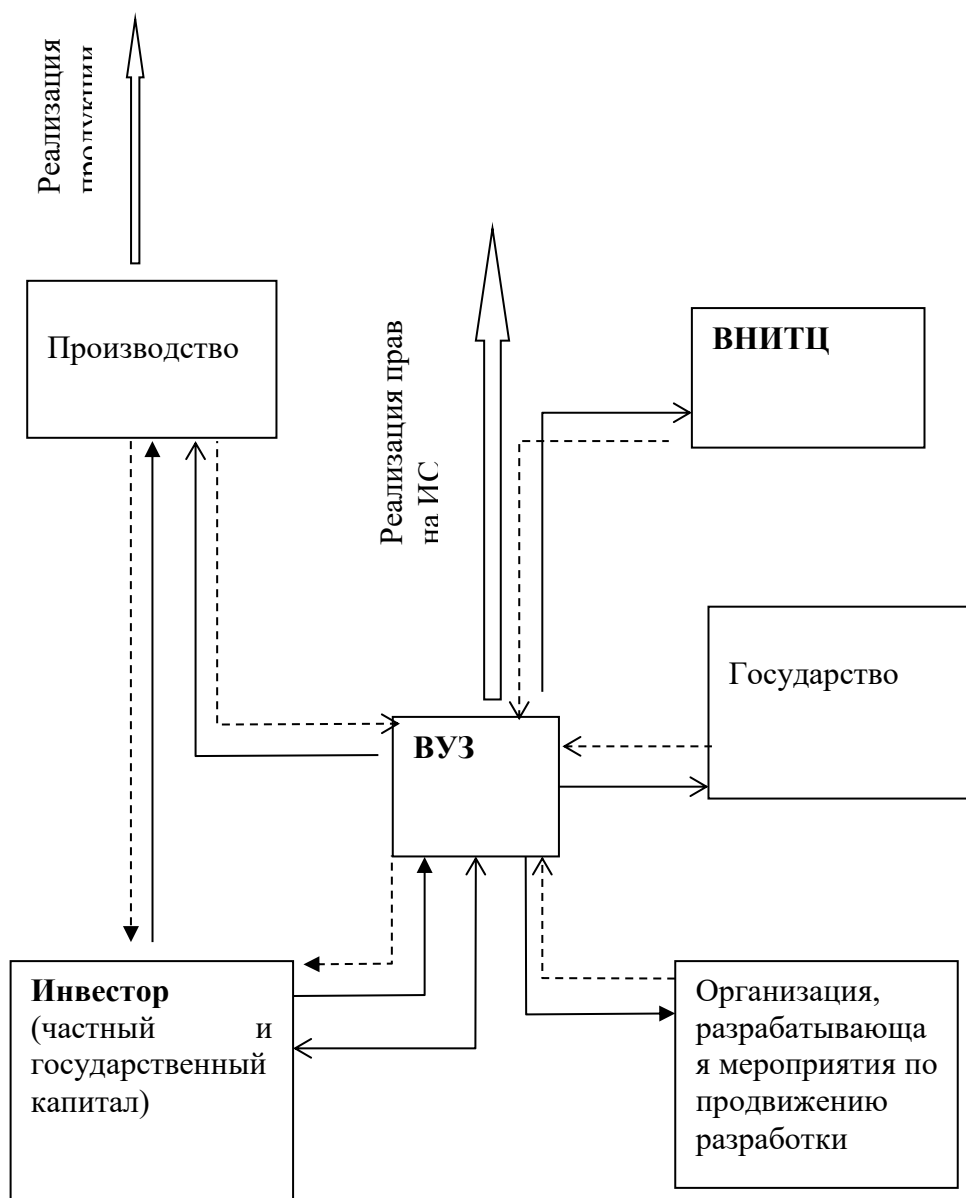 Реализация
Производство
ВНИТЦ
Реализация прав
на ИС
Государство
ВУЗ
Инвестор
(частный и
государственный
капитал)
Организация,
разрабатывающа
я мероприятия по
продвижению
разработки